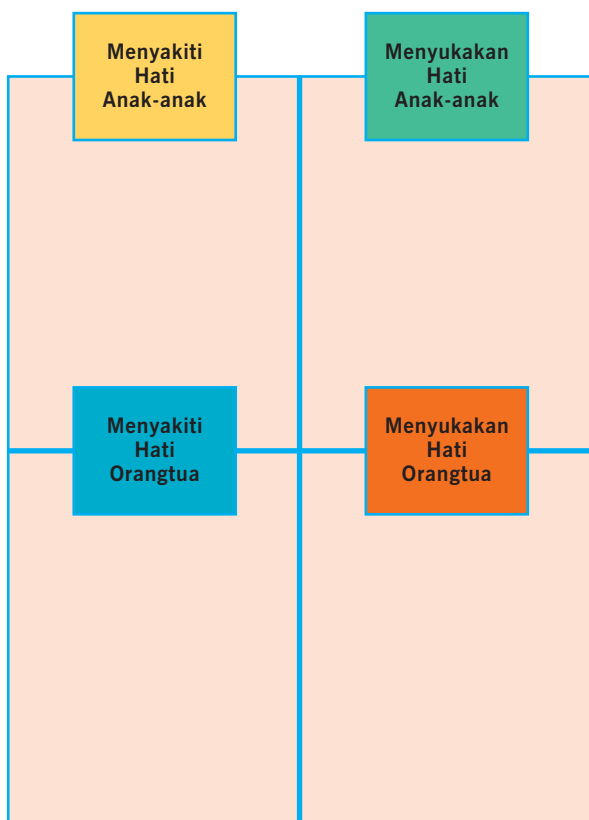 Menyakiti
Hati
Anak-anak
Menyukakan
Hati
Anak-anak
Menyakiti
Hati
Orangtua
Menyukakan
Hati
Orangtua